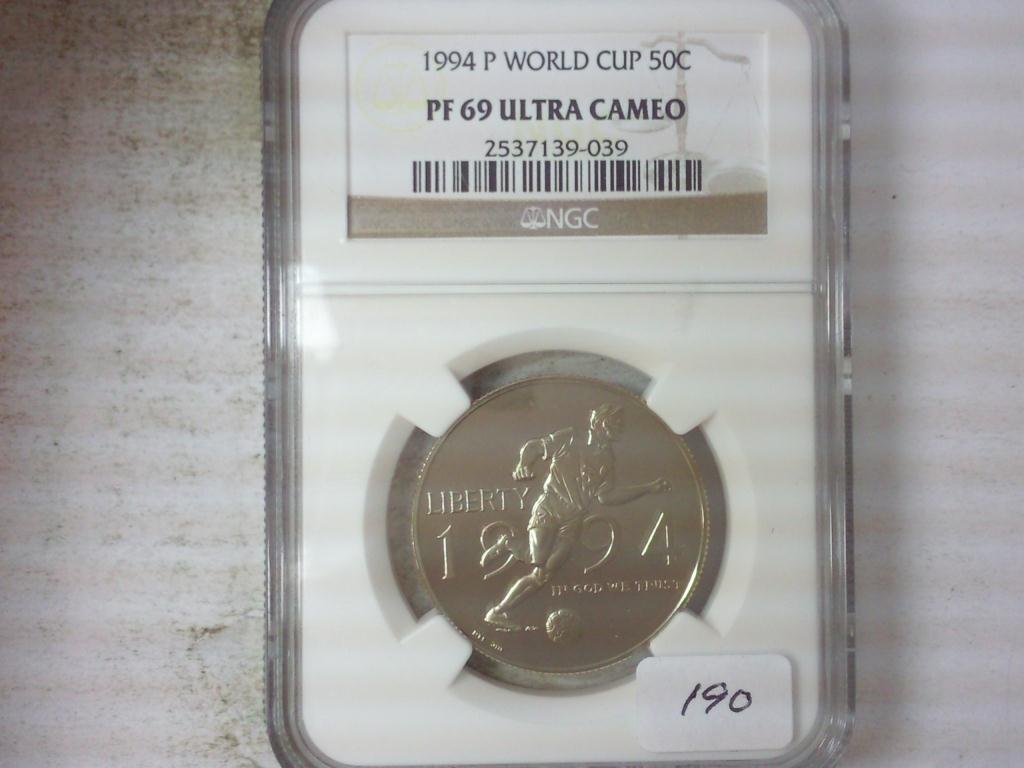 1994 P WORLD CUP 50C
PF 69 ULTRA CAMEO
2537139-039
NGC
LIBERTY
1994
IN GOD WE TRUST
190